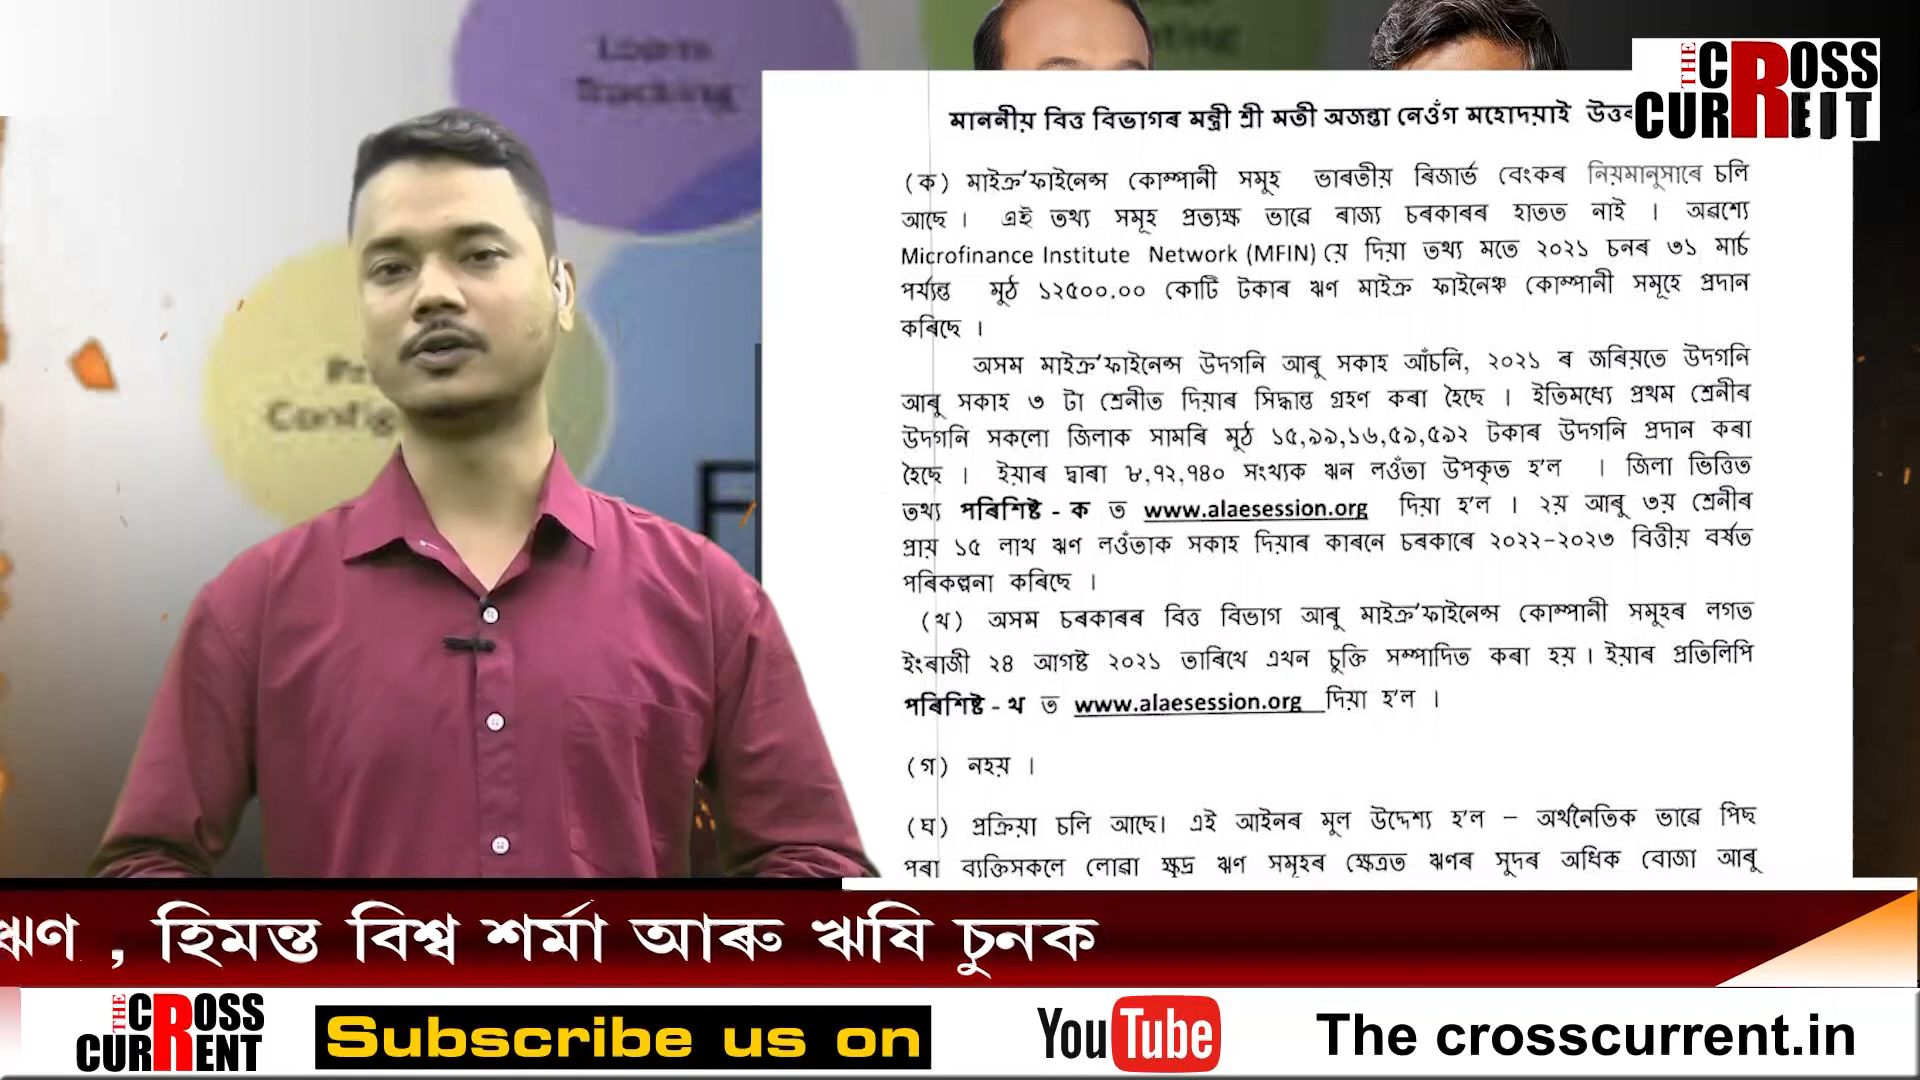 Loan
Tracking
THE CROSS
CURRENT
মাননীয় বিত্ত বিভাগৰ মন্ত্ৰী শ্ৰী মতী অজন্তা নেওঁগ মহোদয়াই
(ক) মাইক্ৰ'ফাইনেন্স কোম্পানী সমূহ ভাৰতীয় ৰিজাৰ্ভ বেংকৰ নিয়মানুসাৰে চলি
আছে । এই তথ্য সমূহ প্ৰত্যক্ষ ভাৱে ৰাজ্য চৰকাৰৰ হাতত নাই । অৱশ্যে
Microfinance Institute Network (MFIN) য়ে দিয়া তথ্য মতে ২০২১ চনৰ ৩১ মাৰ্চ
পৰ্য্যন্ত মুঠ ১২৫০০.০০ কোটি টকাৰ ঋণ মাইক্ৰ ফাইনেঞ্চ কোম্পানী সমূহে প্ৰদান
কৰিছে ।
অসম মাইক্ৰ'ফাইনেন্স উদগনি আৰু সকাহ আঁচনি, ২০২১ ৰ জৰিয়তে উদগনি
আৰু সকাহ ৩ টা শ্ৰেনীত দিয়াৰ সিদ্ধান্ত গ্ৰহণ কৰা হৈছে । ইতিমধ্যে প্ৰথম শ্ৰেনীৰ
উদগনি সকলো জিলাক সামৰি মুঠ ১৫,৯৯,১৬,৫৯,৫৯২ টকাৰ উদগনি প্ৰদান কৰা
হৈছে । ইয়াৰ দ্বাৰা ৮,৭২,৭৪০ সংখ্যক ঋন লওঁতা উপকৃত হ'ল । জিলা ভিত্তিত
তথ্য পৰিশিষ্ট - ক ত www.alaesession.org দিয়া হ'ল । ২য় আৰু ৩য় শ্ৰেনীৰ
প্ৰায় ১৫ লাখ ঋণ লওঁতাক সকাহ দিয়াৰ কাৰনে চৰকাৰে ২০২২-২০২৩ বিত্তীয় বৰ্ষত
পৰিকল্পনা কৰিছে ।
(খ) অসম চৰকাৰৰ বিত্ত বিভাগ আৰু মাইক্ৰ'ফাইনেন্স কোম্পানী সমূহৰ লগত
ইংৰাজী ২৪ আগষ্ট ২০২১ তাৰিখে এখন চুক্তি সম্পাদিত কৰা হয়। ইয়াৰ প্ৰতিলিপি
পৰিশিষ্ট - খ ত www.alaesession.org দিয়া হ'ল ।
(গ) নহয় ।
(ঘ) প্ৰক্ৰিয়া চলি আছে। এই আইনৰ মূল উদ্দেশ্য হ'ল – অৰ্থনৈতিক ভাৱে পিছ
পৰা ব্যক্তিসকলে লোৱা ক্ষুদ্ৰ ঋণ সমূহৰ ক্ষেত্ৰত ঋণৰ সুদৰ অধিক বোজা আৰু
ঋণ , হিমন্ত বিশ্ব শৰ্মা আৰু ঋষি চুনক
THE CROSS
CURRENT
Subscribe us on
YouTube
The crosscurrent.in